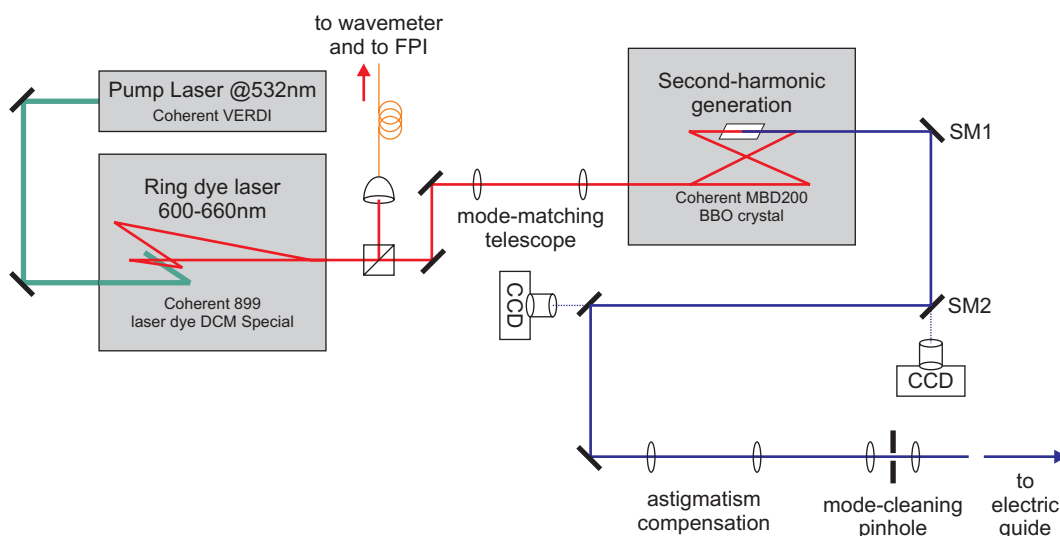 to wavemeter
and to FPI
Pump Laser @532nm
Coherent VERDI
Second-harmonic
generation
SM1
Ring dye laser
600-660nm
mode-matching
telescope
Coherent MBD200
BBO crystal
Coherent 899
laser dye DCM Special
CCD
SM2
CCD
astigmatism
compensation
mode-cleaning
pinhole
to
electric
guide